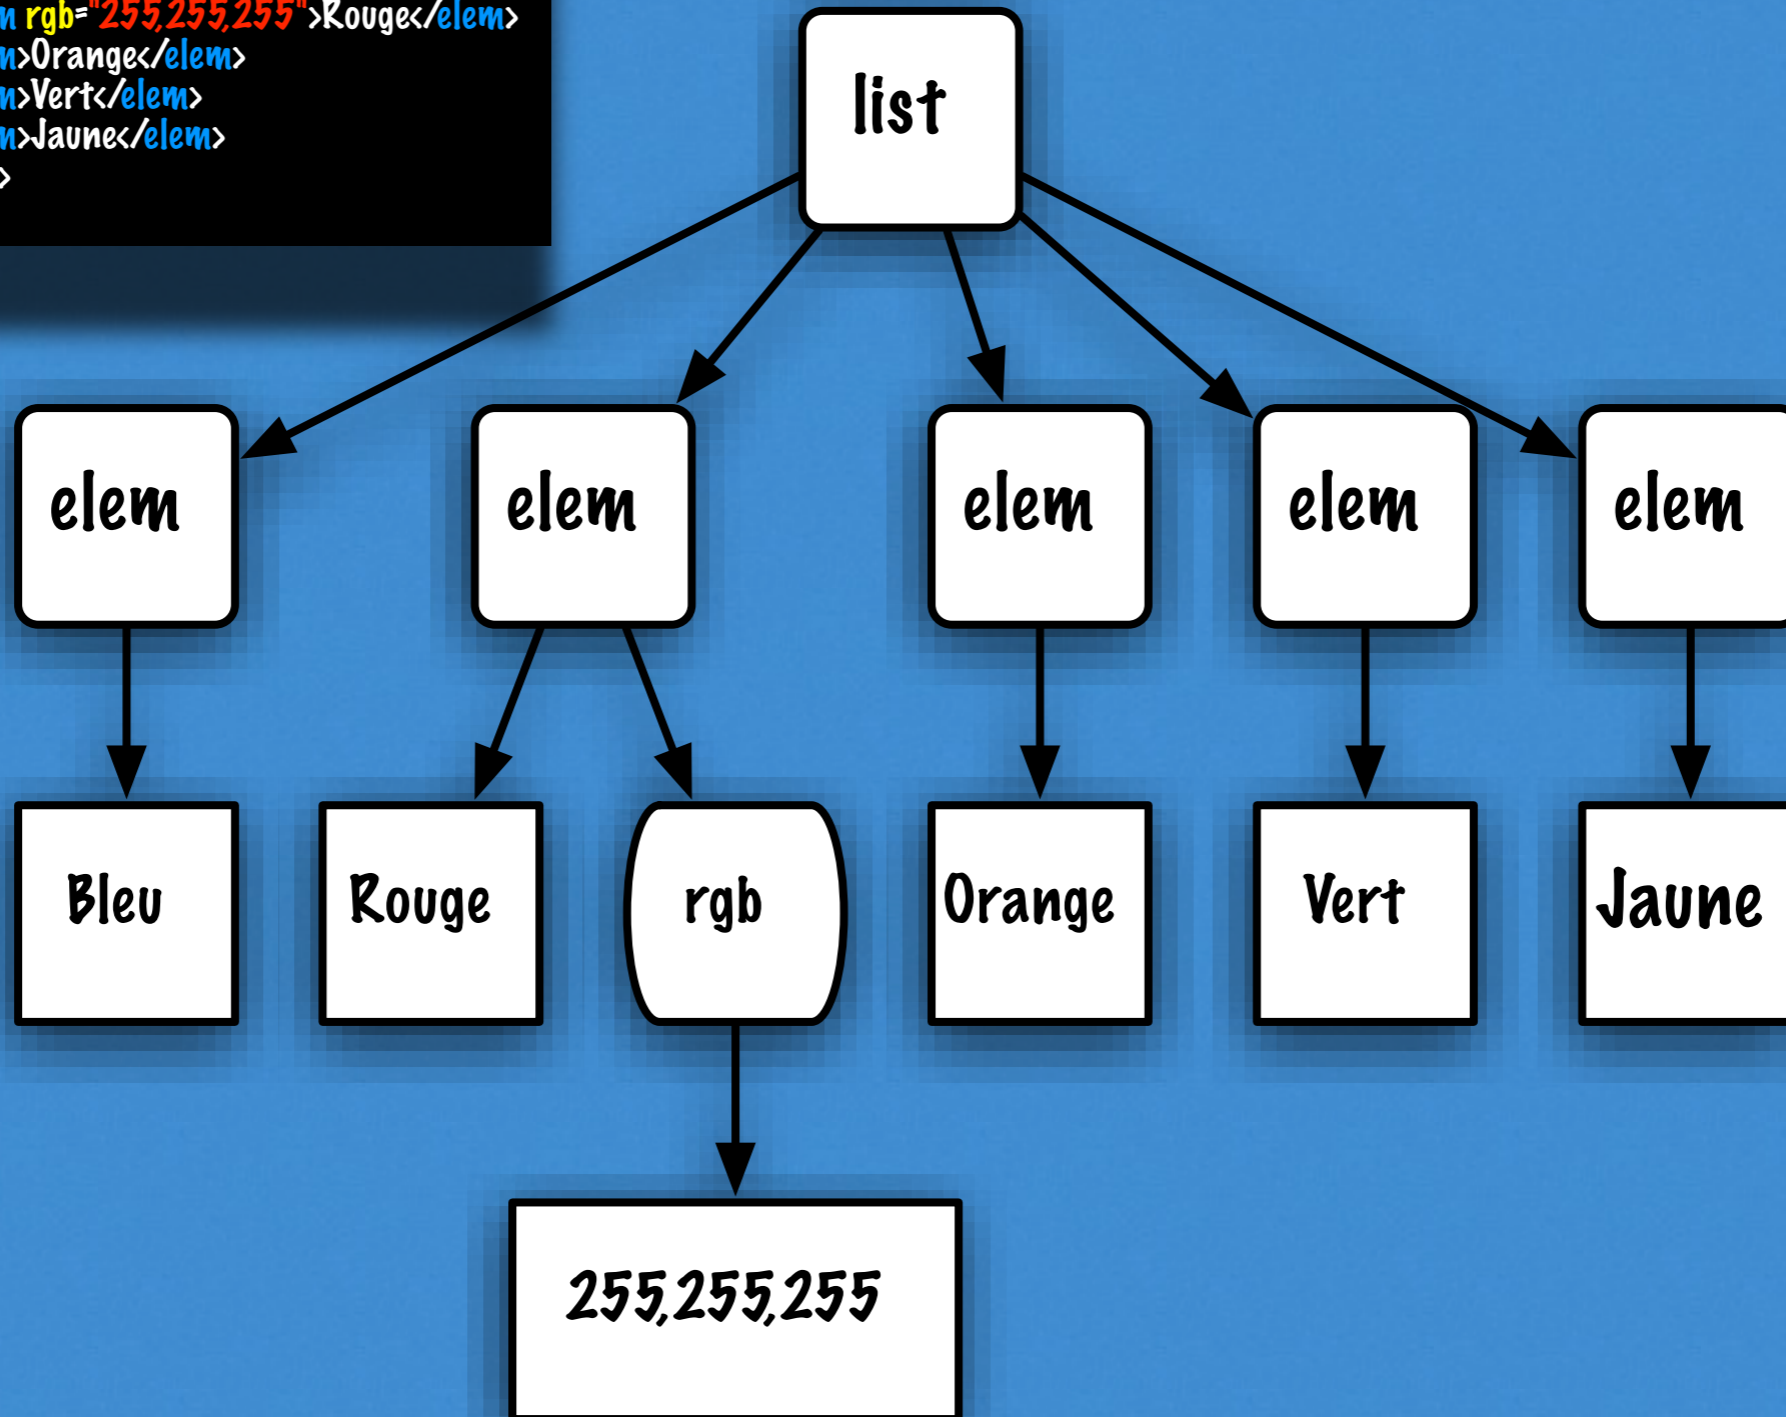 m rgb="255,255,255">Rouge</elem>
m>Orange</elem>
m>Vert</elem>
m>Jaune</elem>
>
list
elem elem elem elem elem
Bleu Rouge rgb Orange Vert Jaune
255,255,255